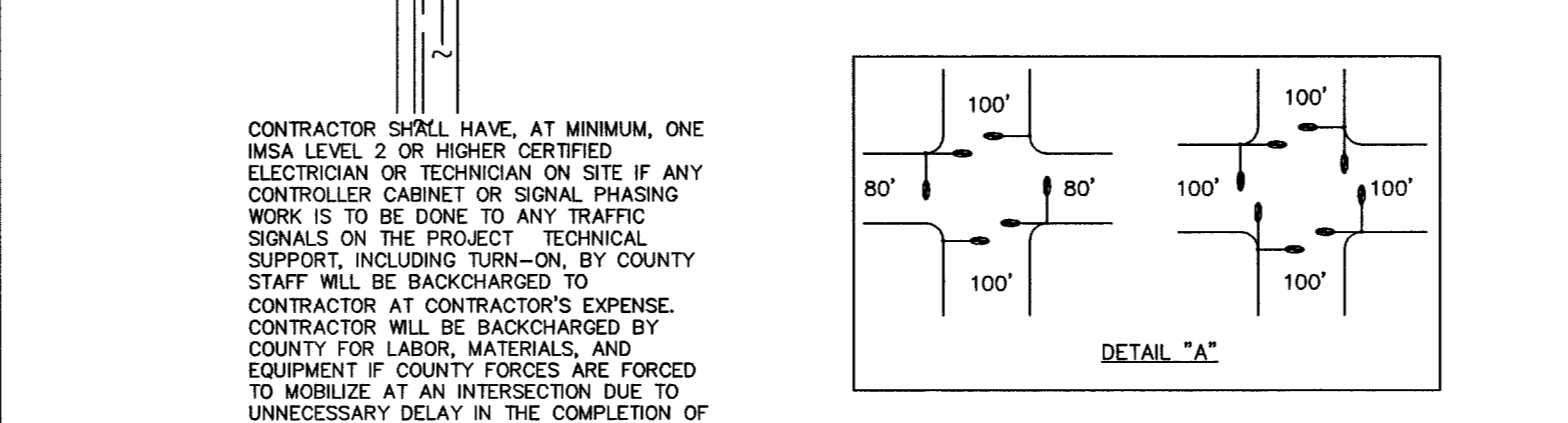 CONTRACTOR SHALL HAVE, AT MINIMUM, ONE
IMSA LEVEL 2 OR HIGHER CERTIFIED
ELECTRICIAN OR TECHNICIAN ON SITE IF ANY
CONTROLLER CABINET OR SIGNAL PHASING
WORK IS TO BE DONE TO ANY TRAFFIC
SIGNALS ON THE PROJECT TECHNICAL
SUPPORT, INCLUDING TURN-ON, BY COUNTY
STAFF WILL BE BACKCHARGED TO
CONTRACTOR AT CONTRACTOR'S EXPENSE.
CONTRACTOR WILL BE BACKCHARGED BY
COUNTY FOR LABOR, MATERIALS, AND
EQUIPMENT IF COUNTY FORCES ARE FORCED
TO MOBILIZE AT AN INTERSECTION DUE TO
UNNECESSARY DELAY IN THE COMPLETION OF
100'
80'
80'
100'
100'
100'
100'
100'
DETAIL "A"